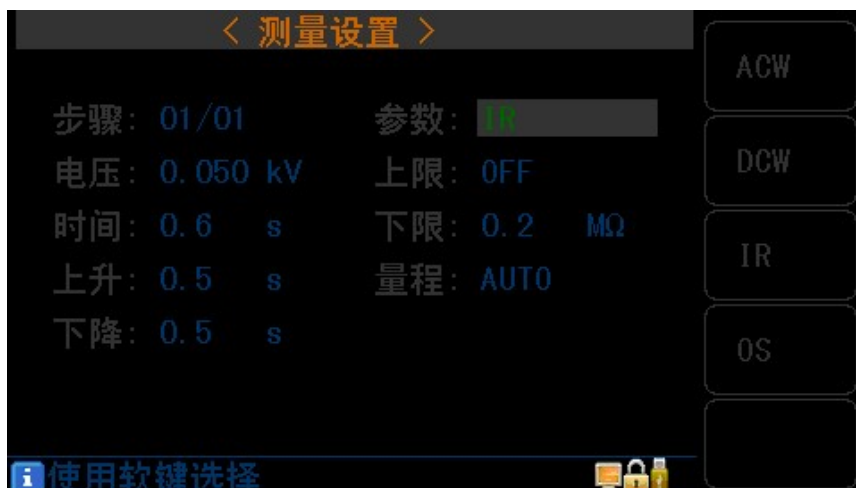 < 测量设置 >
步骤: 01/01 参数: IR
电压: 0.050 kV 上限: OFF
时间: 0.6 s 下限: 0.2 MΩ
上升: 0.5 s 量程: AUTO
下降: 0.5 s
使用软键选择
ACW
DCW
IR
OS